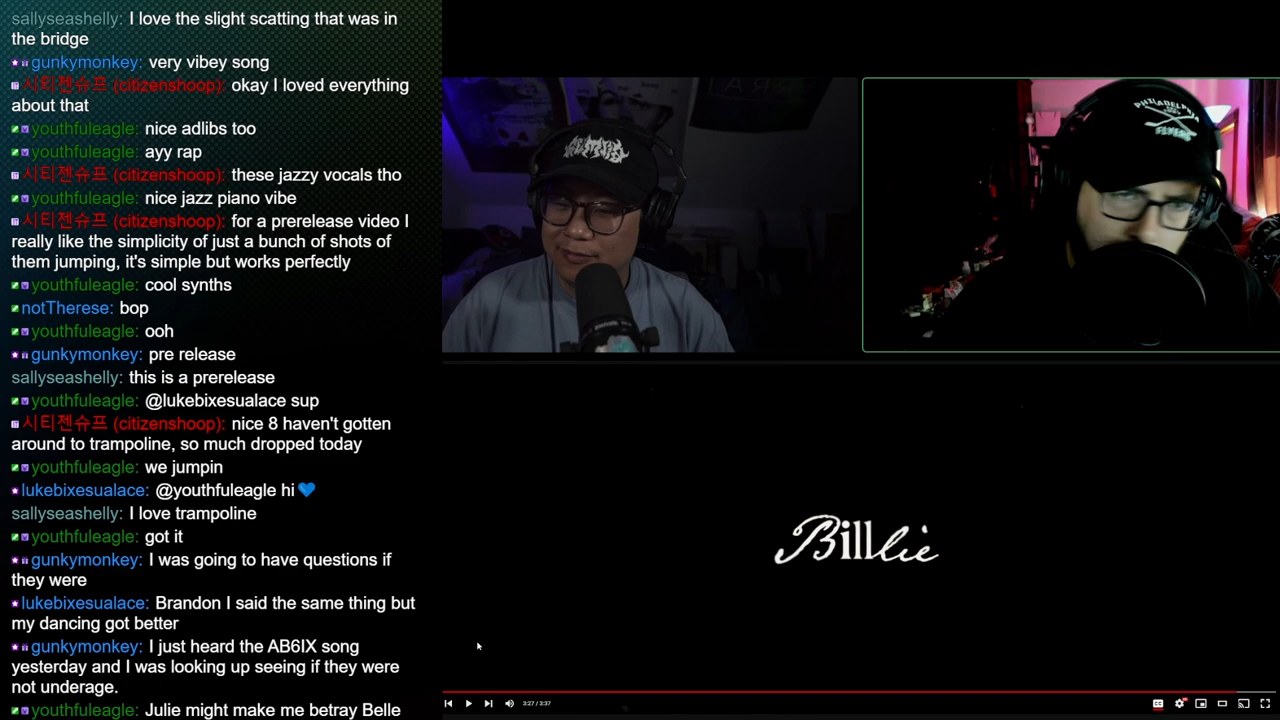 sallyseashelly: I love the slight scatting that was in
the bridge
gunkymonkey: very vibey song
시티젠슈프 (citizenshoop): okay I loved everything
about that
youthfuleagle: nice adlibs too
youthfuleagle: ayy rap
시티젠슈프 (citizenshoop): these jazzy vocals tho
youthfuleagle: nice jazz piano vibe
시티젠슈프 (citizenshoop): for a prerelease video I
really like the simplicity of just a bunch of shots of
them jumping, it's simple but works perfectly
youthfuleagle: cool synths
notTherese: bop
youthfuleagle: ooh
gunkymonkey: pre release
sallyseashelly: this is a prerelease
youthfuleagle: @lukebixesualace sup
시티젠슈프 (citizenshoop): nice 8 haven't gotten
around to trampoline, so much dropped today
youthfuleagle: we jumpin
lukebixesualace: @youthfuleagle hi💙
sallyseashelly: I love trampoline
youthfuleagle: got it
gunkymonkey: I was going to have questions if
they were
lukebixesualace: Brandon I said the same thing but
my dancing got better
gunkymonkey: I just heard the AB6IX song
yesterday and I was looking up seeing if they were
not underage.
youthfuleagle: Julie might make me betray Belle
PHILADELPHIA
FLYERS
Billlie
3:27 / 3:37